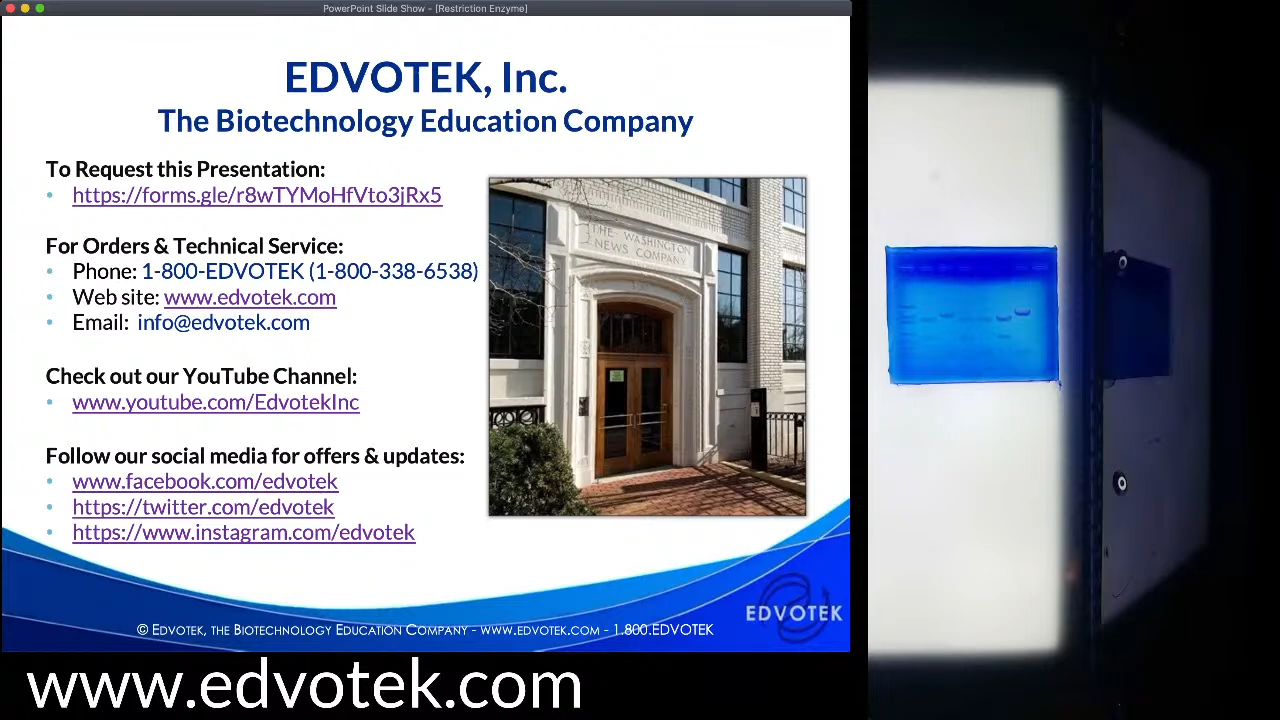 PowerPoint Slide Show - [Restriction Enzyme]
EDVOTEK, Inc.
The Biotechnology Education Company
To Request this Presentation:
• https://forms.gle/r8wTYMoHfVto3jRx5
For Orders & Technical Service:
• Phone: 1-800-EDVOTEK (1-800-338-6538)
• Web site: www.edvotek.com
• Email: info@edvotek.com
Check out our YouTube Channel:
• www.youtube.com/EdvotekInc
Follow our social media for offers & updates:
• www.facebook.com/edvotek
• https://twitter.com/edvotek
• https://www.instagram.com/edvotek
THE · WASHINGTON
NEWS COMPANY
EDVOTEK
© EDVOTEK, THE BIOTECHNOLOGY EDUCATION COMPANY - WWW.EDVOTEK.COM - 1.800.EDVOTEK
www.edvotek.com